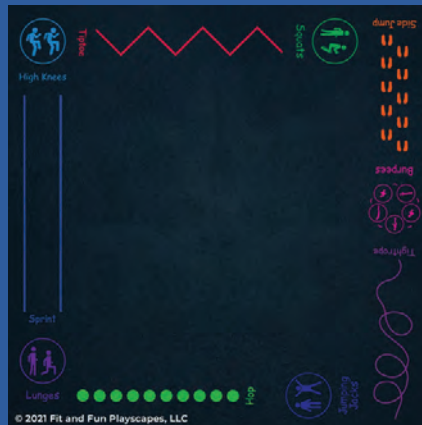 Tiptoe
Squats
Side Jump
High Knees
Burpees
Tightrope
Sprint
Lunges
Hop
Jumping
Jacks
© 2021 Fit and Fun Playscapes, LLC